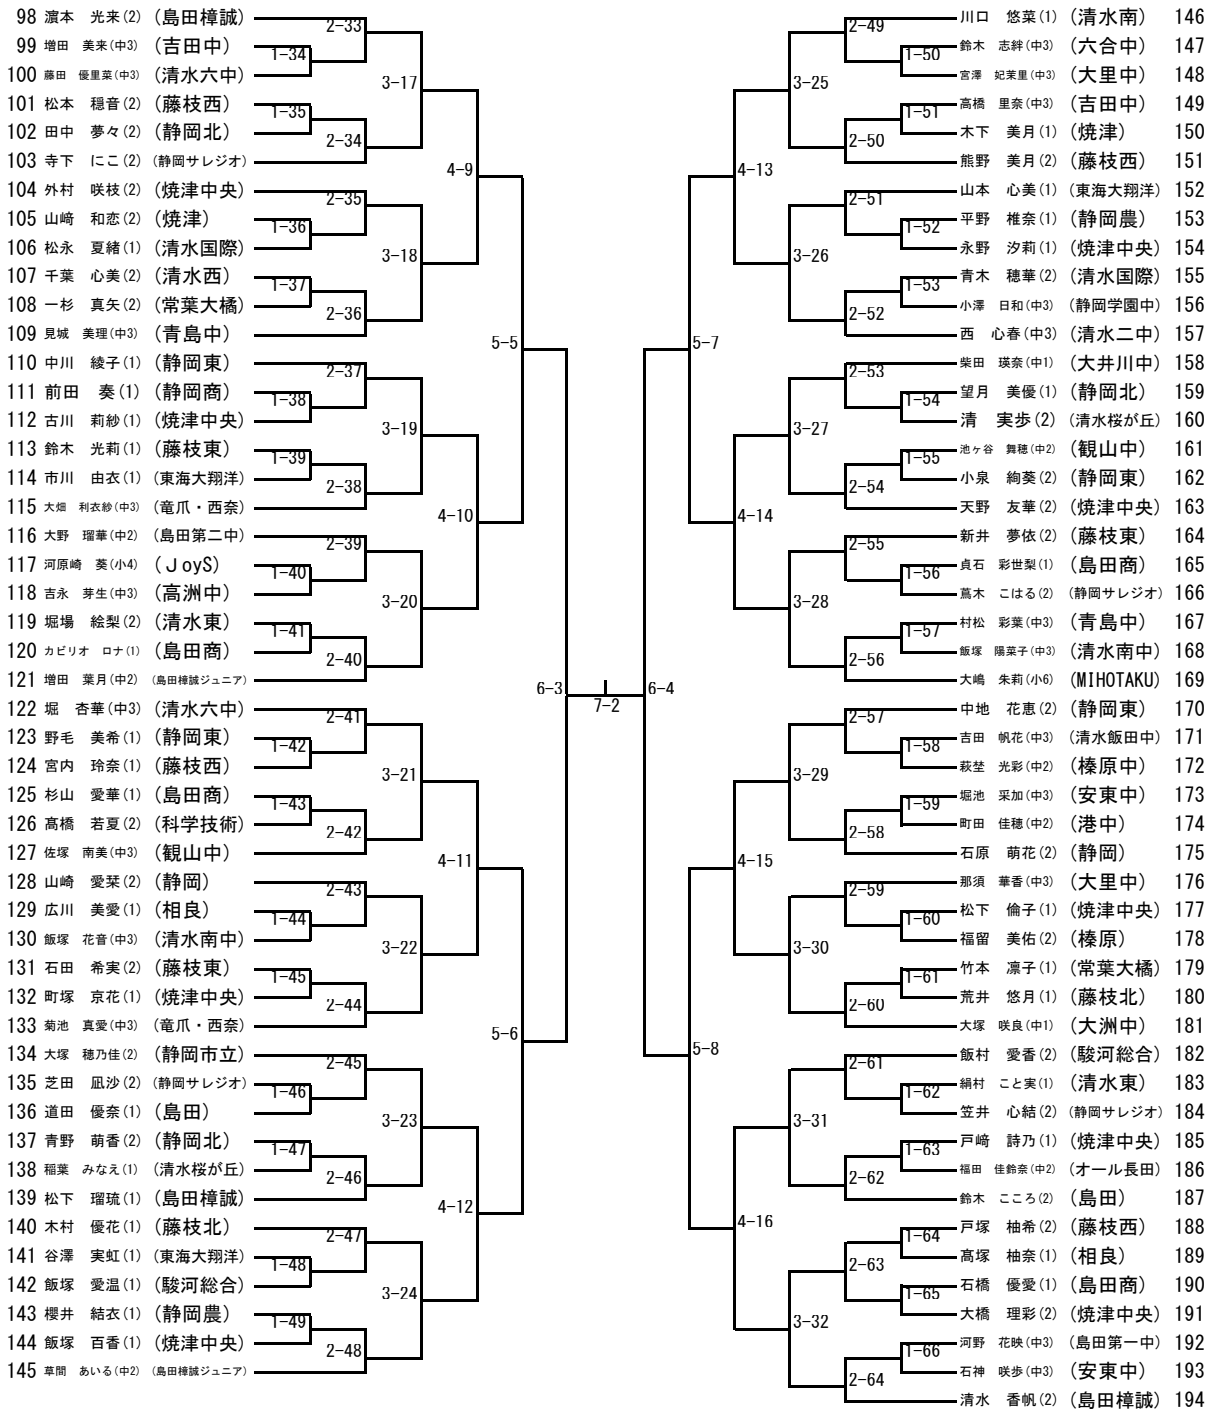 98 濵本 光来(2) (島田樟誠)
99 増田 美来(中3) (吉田中)
100 藤田 優里菜(中3) (清水六中)
101 松本 穏音(2) (藤枝西)
102 田中 夢々(2) (静岡北)
103 寺下 にこ(2) (静岡サレジオ)
104 外村 咲枝(2) (焼津中央)
105 山﨑 和恋(2) (焼津)
106 松永 夏緒(1) (清水国際)
107 千葉 心美(2) (清水西)
108 一杉 真矢(2) (常葉大橘)
109 見城 美理(中3) (青島中)
110 中川 綾子(1) (静岡東)
111 前田 奏(1) (静岡商)
112 古川 莉紗(1) (焼津中央)
113 鈴木 光莉(1) (藤枝東)
114 市川 由衣(1) (東海大翔洋)
115 大畑 利衣紗(中3) (竜爪・西奈)
116 大野 瑠華(中2) (島田第二中)
117 河原崎 葵(小4) (ＪoyS)
118 吉永 芽生(中3) (高洲中)
119 堀場 絵梨(2) (清水東)
120 カビリオ ロナ(1) (島田商)
121 増田 葉月(中2) (島田樟誠ジュニア)
122 堀 杏華(中3) (清水六中)
123 野毛 美希(1) (静岡東)
124 宮内 玲奈(1) (藤枝西)
125 杉山 愛華(1) (島田商)
126 髙橋 若夏(2) (科学技術)
127 佐塚 南美(中3) (観山中)
128 山崎 愛栞(2) (静岡)
129 広川 美愛(1) (相良)
130 飯塚 花音(中3) (清水南中)
131 石田 希実(2) (藤枝東)
132 町塚 京花(1) (焼津中央)
133 菊池 真愛(中3) (竜爪・西奈)
134 大塚 穂乃佳(2) (静岡市立)
135 芝田 凪沙(2) (静岡サレジオ)
136 道田 優奈(1) (島田)
137 青野 萌香(2) (静岡北)
138 稲葉 みなえ(1) (清水桜が丘)
139 松下 瑠琉(1) (島田樟誠)
140 木村 優花(1) (藤枝北)
141 谷澤 実虹(1) (東海大翔洋)
142 飯塚 愛温(1) (駿河総合)
143 櫻井 結衣(1) (静岡農)
144 飯塚 百香(1) (焼津中央)
145 草間 あいる(中2) (島田樟誠ジュニア)
2-33
1-34
3-17
1-35
2-34
4-9
2-35
1-36
3-18
1-37
2-36
5-5
2-37
1-38
3-19
1-39
2-38
4-10
2-39
1-40
3-20
1-41
2-40
6-3
2-41
1-42
3-21
1-43
2-42
4-11
2-43
1-44
3-22
1-45
2-44
5-6
2-45
1-46
3-23
1-47
2-46
4-12
2-47
1-48
3-24
1-49
2-48
7-2
2-49
1-50
3-25
1-51
2-50
4-13
2-51
1-52
3-26
1-53
2-52
5-7
2-53
1-54
3-27
1-55
2-54
4-14
2-55
1-56
3-28
1-57
2-56
6-4
2-57
1-58
3-29
1-59
2-58
4-15
2-59
1-60
3-30
1-61
2-60
5-8
2-61
1-62
3-31
1-63
2-62
4-16
1-64
2-63
1-65
3-32
1-66
2-64
川口 悠菜(1) (清水南) 146
鈴木 志絆(中3) (六合中) 147
宮澤 妃茉里(中3) (大里中) 148
高橋 里奈(中3) (吉田中) 149
木下 美月(1) (焼津) 150
熊野 美月(2) (藤枝西) 151
山本 心美(1) (東海大翔洋) 152
平野 椎奈(1) (静岡農) 153
永野 汐莉(1) (焼津中央) 154
青木 穂華(2) (清水国際) 155
小澤 日和(中3) (静岡学園中) 156
西 心春(中3) (清水二中) 157
柴田 瑛奈(中1) (大井川中) 158
望月 美優(1) (静岡北) 159
清 実歩(2) (清水桜が丘) 160
池ヶ谷 舞穂(中2) (観山中) 161
小泉 絢葵(2) (静岡東) 162
天野 友華(2) (焼津中央) 163
新井 夢依(2) (藤枝東) 164
貞石 彩世梨(1) (島田商) 165
蔦木 こはる(2) (静岡サレジオ) 166
村松 彩葉(中3) (青島中) 167
飯塚 陽菜子(中3) (清水南中) 168
大嶋 朱莉(小6) (MIHOTAKU) 169
中地 花恵(2) (静岡東) 170
吉田 帆花(中3) (清水飯田中) 171
萩埜 光彩(中2) (榛原中) 172
堀池 采加(中3) (安東中) 173
町田 佳穂(中2) (港中) 174
石原 萌花(2) (静岡) 175
那須 華香(中3) (大里中) 176
松下 倫子(1) (焼津中央) 177
福留 美佑(2) (榛原) 178
竹本 凛子(1) (常葉大橘) 179
荒井 悠月(1) (藤枝北) 180
大塚 咲良(中1) (大洲中) 181
飯村 愛香(2) (駿河総合) 182
絹村 こと実(1) (清水東) 183
笠井 心結(2) (静岡サレジオ) 184
戸﨑 詩乃(1) (焼津中央) 185
福田 佳鈴奈(中2) (オール長田) 186
鈴木 こころ(2) (島田) 187
戸塚 柚希(2) (藤枝西) 188
髙塚 柚奈(1) (相良) 189
石橋 優愛(1) (島田商) 190
大橋 理彩(2) (焼津中央) 191
河野 花映(中3) (島田第一中) 192
石神 咲歩(中3) (安東中) 193
清水 香帆(2) (島田樟誠) 194